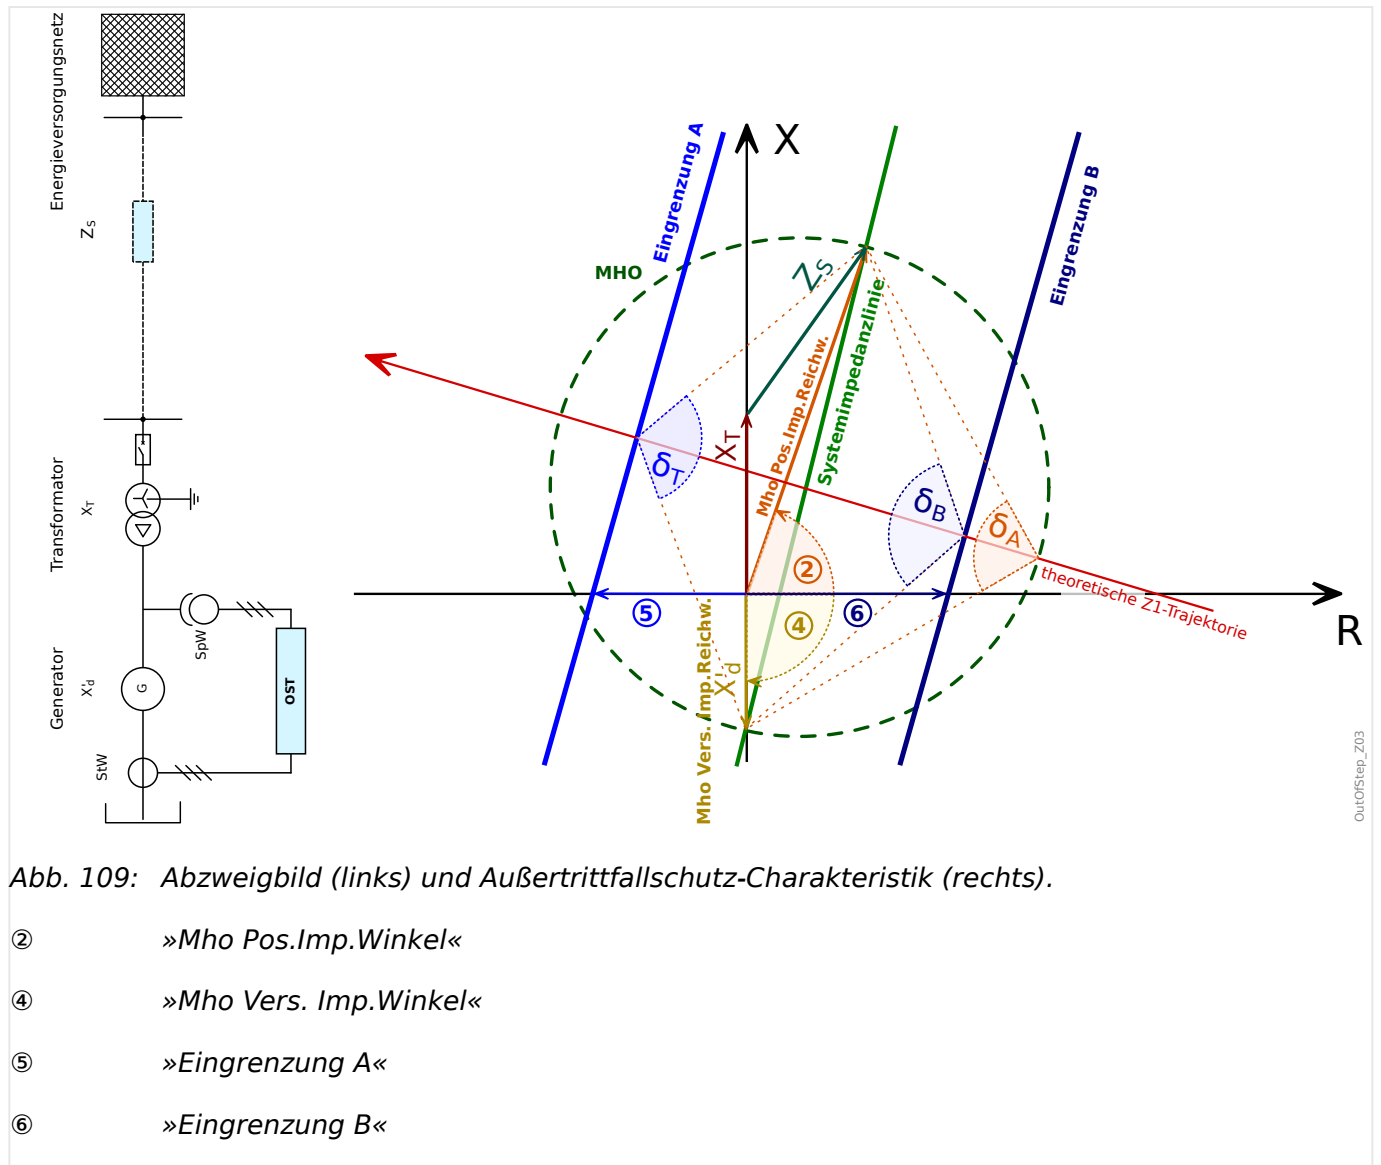 Energieversorgungsnetz
ZS
Transformator
XT
Generator
X'd
G
SpW
StW
OST
X
R
MHO
Eingrenzung A
Eingrenzung B
ZS
XT
Mho Pos.Imp.Reichw.
Systemimpedanzlinie
δT
δB
δA
theoretische Z1-Trajektorie
②
④
⑤
⑥
X'd
Mho Vers. Imp.Reichw.
OutOfStep_Z03
Abb. 109: Abzweigbild (links) und Außertrittfallschutz-Charakteristik (rechts).
② »Mho Pos.Imp.Winkel«
④ »Mho Vers. Imp.Winkel«
⑤ »Eingrenzung A«
⑥ »Eingrenzung B«